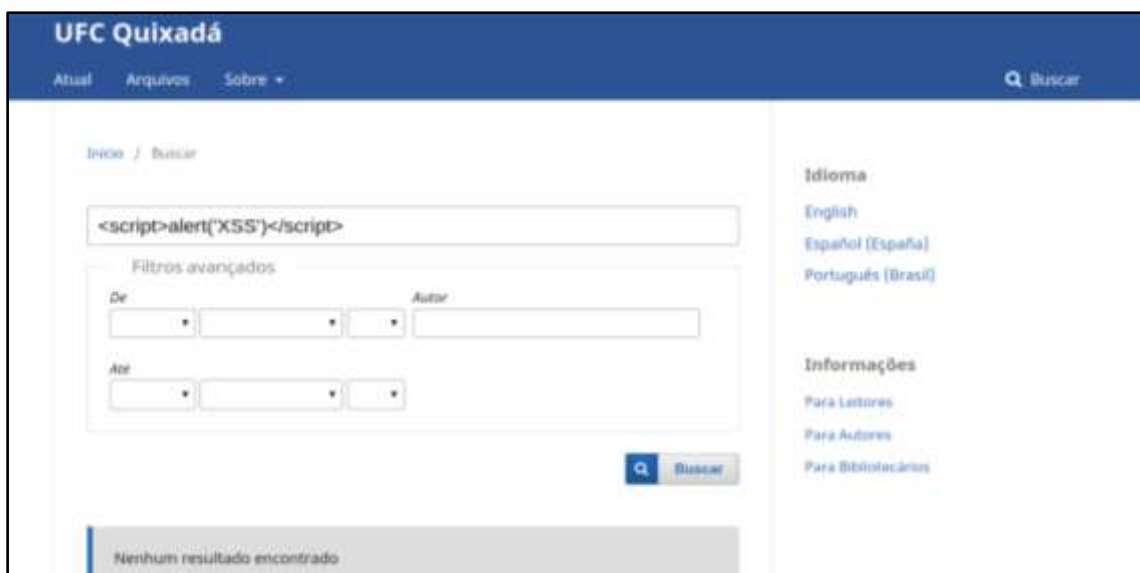 UFC Quixadá
Atual Arquivos Sobre
Buscar
Início / Buscar
<script>alert('XSS')</script>
Filtros avançados
De
Autor
Até
Buscar
Nenhum resultado encontrado
Idioma
English
Español (España)
Português (Brasil)
Informações
Para Leitores
Para Autores
Para Bibliotecários